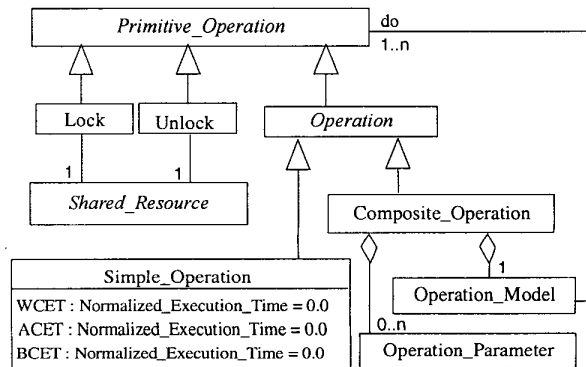 Primitive_Operation
do
1..n
Lock
Unlock
Operation
1
1
Shared_Resource
Composite_Operation
Simple_Operation
1
WCET : Normalized_Execution_Time = 0.0
Operation_Model
ACET : Normalized_Execution_Time = 0.0
0..n
BCET : Normalized_Execution_Time = 0.0
Operation_Parameter